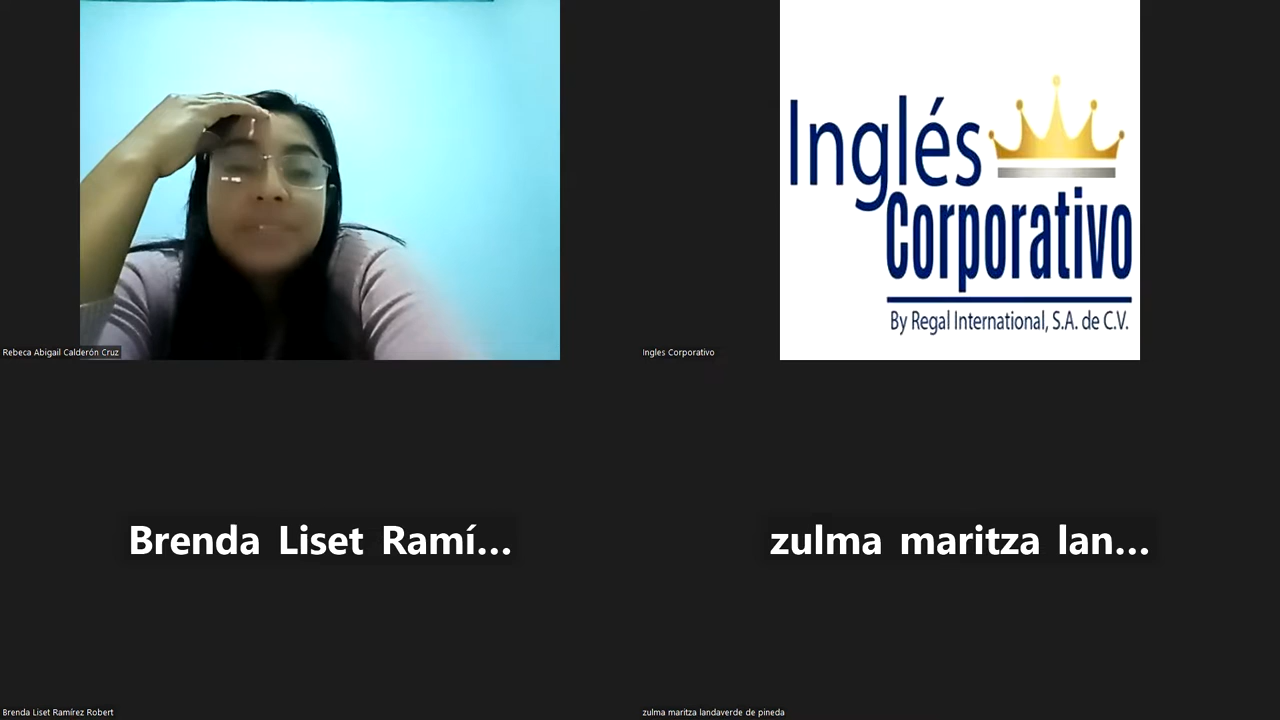 Inglés
Corporativo
By Regal International, S.A. de C.V.
Rebeca Abigail Calderón Cruz
Ingles Corporativo
Brenda Liset Ramí...
zulma maritza lan...
Brenda Liset Ramírez Robert
zulma maritza landaverde de pineda